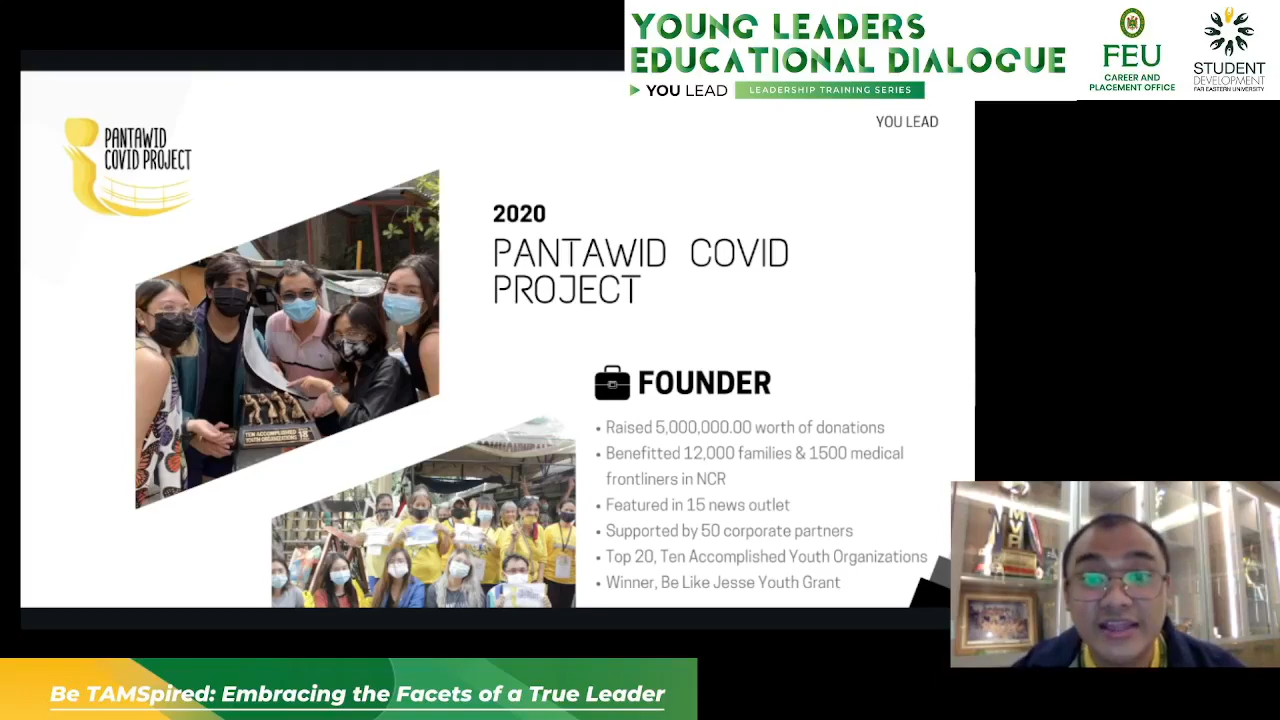 YOUNG LEADERS
EDUCATIONAL DIALOGUE
YOU LEAD
LEADERSHIP TRAINING SERIES
FEU
CAREER AND
PLACEMENT OFFICE
STUDENT
DEVELOPMENT
FAR EASTERN UNIVERSITY
YOU LEAD
PANTAWID
COVID PROJECT
2020
PANTAWID COVID
PROJECT
FOUNDER
• Raised 5,000,000.00 worth of donations
• Benefitted 12,000 families & 1500 medical
frontliners in NCR
• Featured in 15 news outlet
• Supported by 50 corporate partners
• Top 20, Ten Accomplished Youth Organizations
• Winner, Be Like Jesse Youth Grant
TEN ACCOMPLISHED
YOUTH ORGANIZATIONS
18
Be TAMSpired: Embracing the Facets of a True Leader